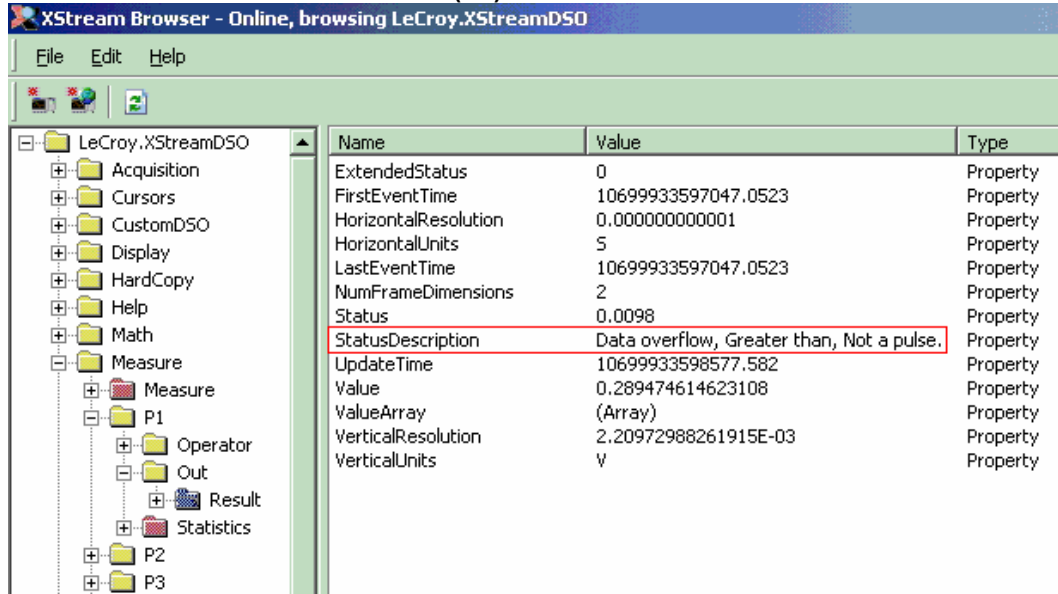 XStream Browser - Online, browsing LeCroy.XStreamDSO
File Edit Help
LeCroy.XStreamDSO
Acquisition
Cursors
CustomDSO
Display
HardCopy
Help
Math
Measure
Measure
P1
Operator
Out
Result
Statistics
P2
P3
Name Value Type
ExtendedStatus 0 Property
FirstEventTime 10699933597047.0523 Property
HorizontalResolution 0.000000000001 Property
HorizontalUnits S Property
LastEventTime 10699933597047.0523 Property
NumFrameDimensions 2 Property
Status 0.0098 Property
StatusDescription Data overflow, Greater than, Not a pulse. Property
UpdateTime 10699933598577.582 Property
Value 0.289474614623108 Property
ValueArray (Array) Property
VerticalResolution 2.20972988261915E-03 Property
VerticalUnits V Property